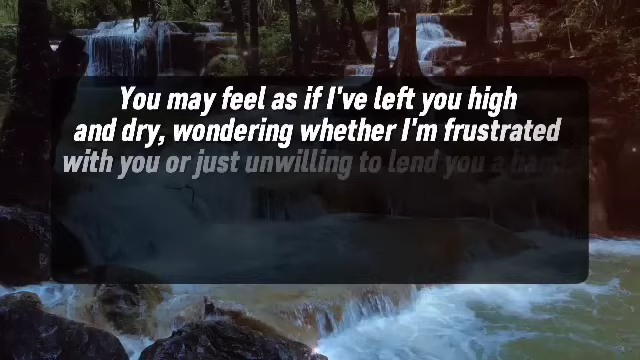 You may feel as if I've left you high
and dry, wondering whether I'm frustrated
with you or just unwilling to lend you a hand